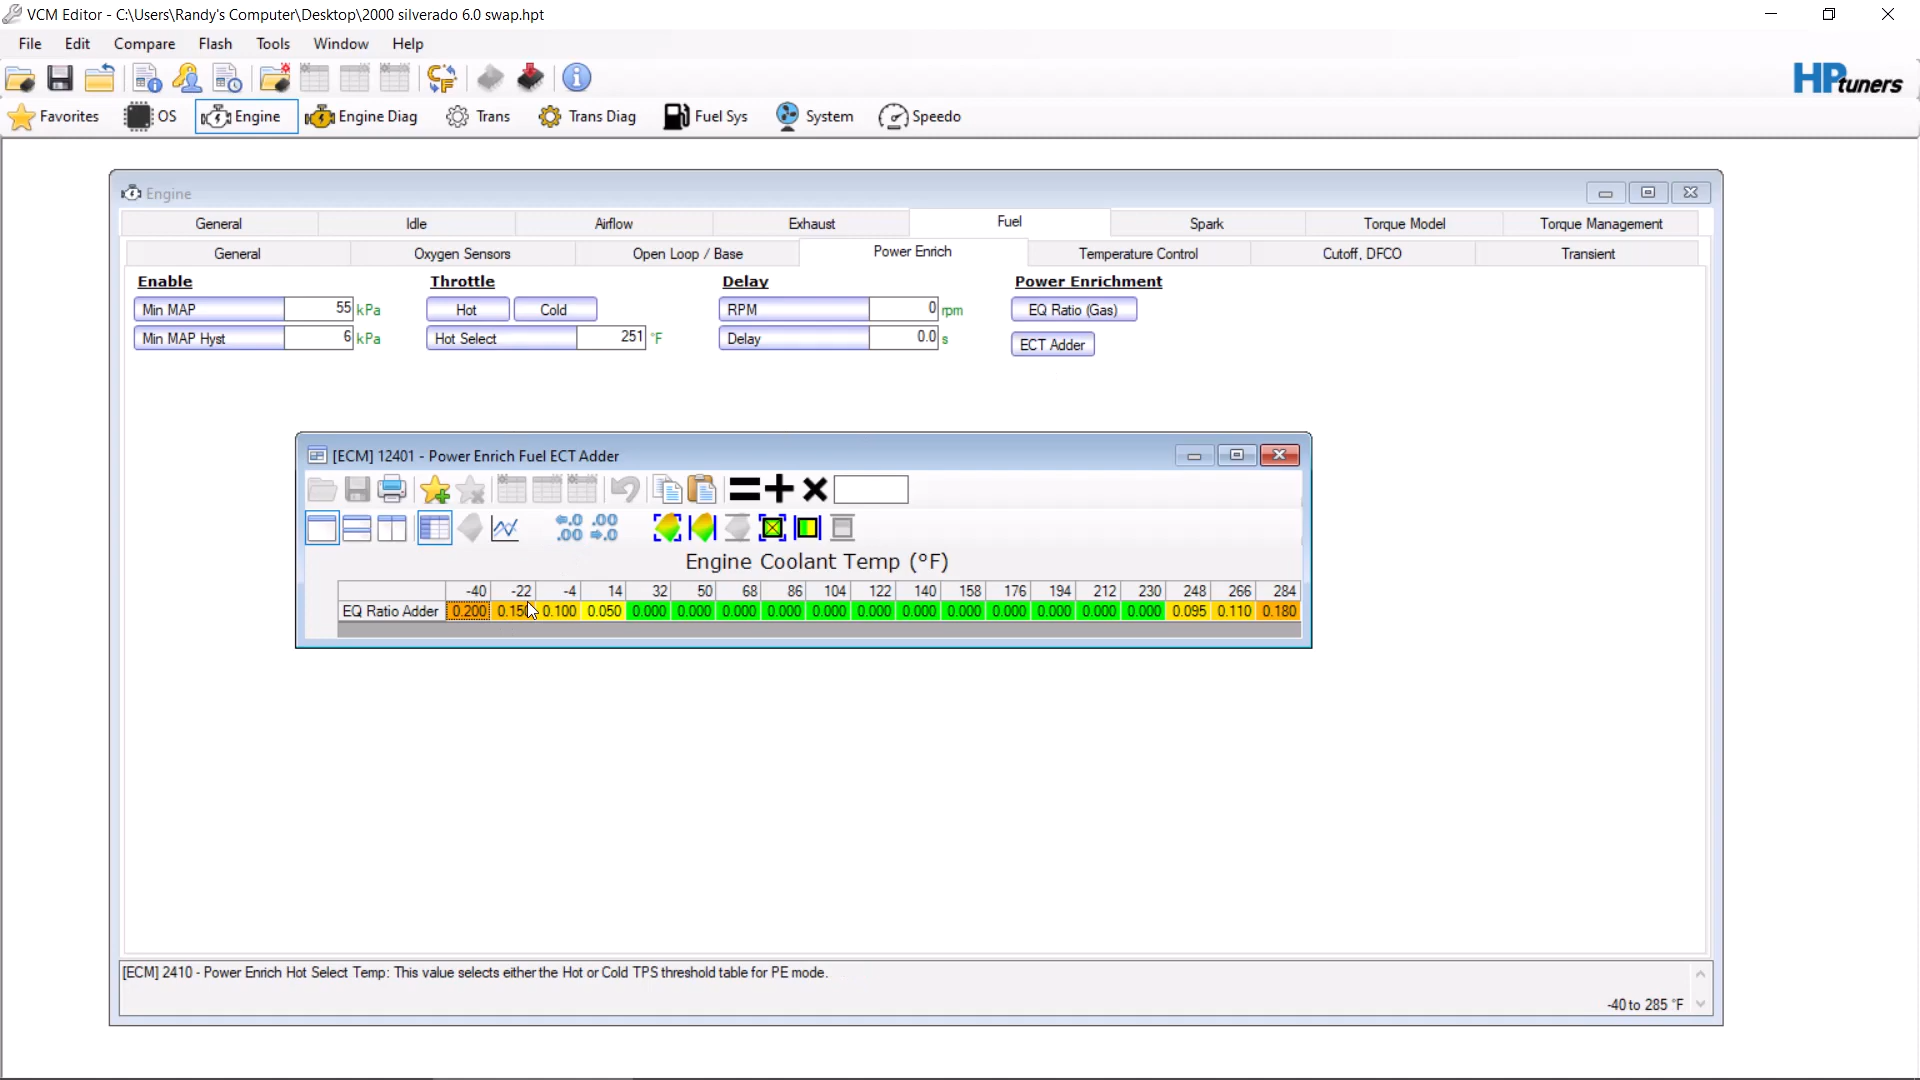 VCM Editor - C:\Users\Randy's Computer\Desktop\2000 silverado 6.0 swap.hpt
File Edit Compare Flash Tools Window Help
HPtuners
Favorites OS Engine Engine Diag Trans Trans Diag Fuel Sys System Speedo
Engine
General Idle Airflow Exhaust Fuel Spark Torque Model Torque Management
General Oxygen Sensors Open Loop / Base Power Enrich Temperature Control Cutoff, DFCO Transient
Enable Throttle Delay Power Enrichment
Min MAP 55 kPa Hot Cold RPM 0 rpm EQ Ratio (Gas)
Min MAP Hyst 6 kPa Hot Select 251 °F Delay 0.0 s ECT Adder
[ECM] 12401 - Power Enrich Fuel ECT Adder
Engine Coolant Temp (°F)
-40 -22 -4 14 32 50 68 86 104 122 140 158 176 194 212 230 248 266 284
EQ Ratio Adder 0.200 0.150 0.100 0.050 0.000 0.000 0.000 0.000 0.000 0.000 0.000 0.000 0.000 0.000 0.000 0.000 0.095 0.110 0.180
[ECM] 2410 - Power Enrich Hot Select Temp: This value selects either the Hot or Cold TPS threshold table for PE mode.
-40 to 285 °F